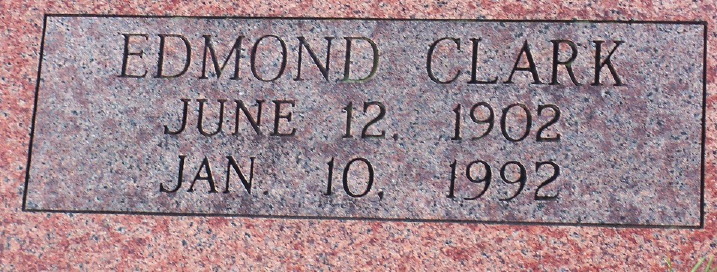 EDMOND CLARK
JUNE 12, 1902
JAN. 10, 1992